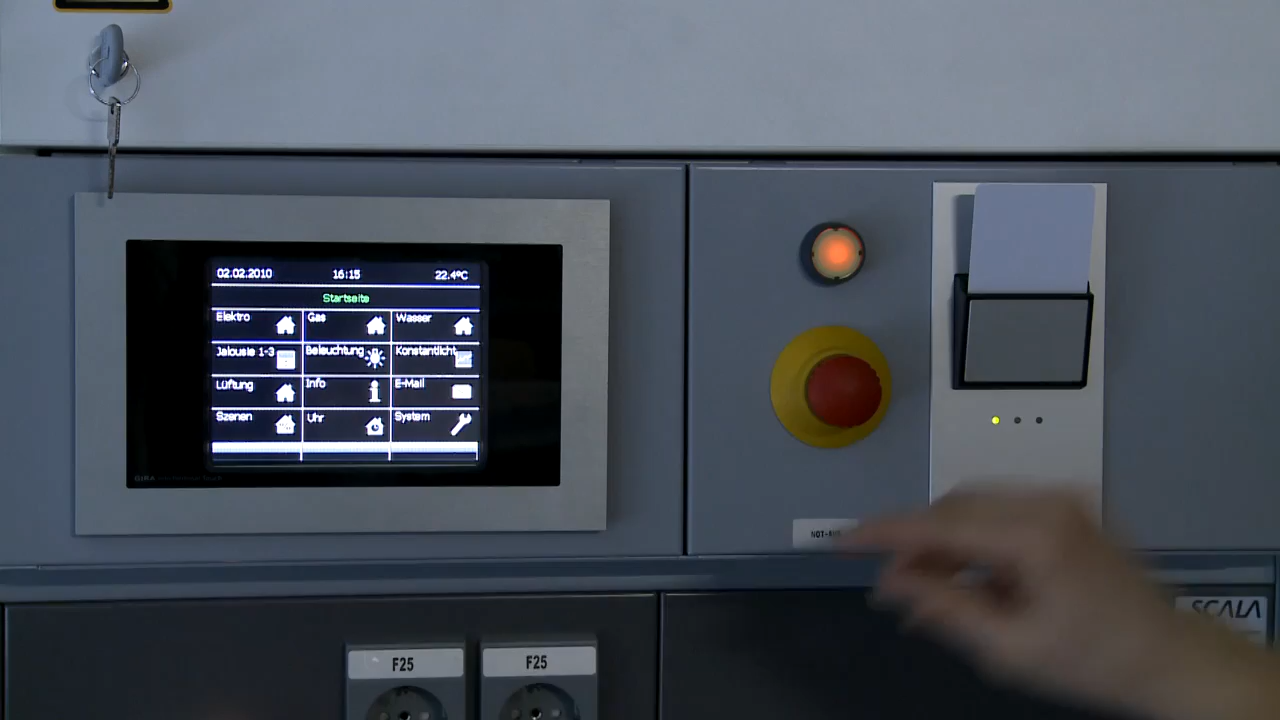 02.02.2010 16:15 22.4°C
Startseite
Elektro Gas Wasser
Jalousie 1-3 Beleuchtung Konstantlicht
Lüftung Info E-Mail
Szenen Uhr System
GIRA
SCALA
F25 F25